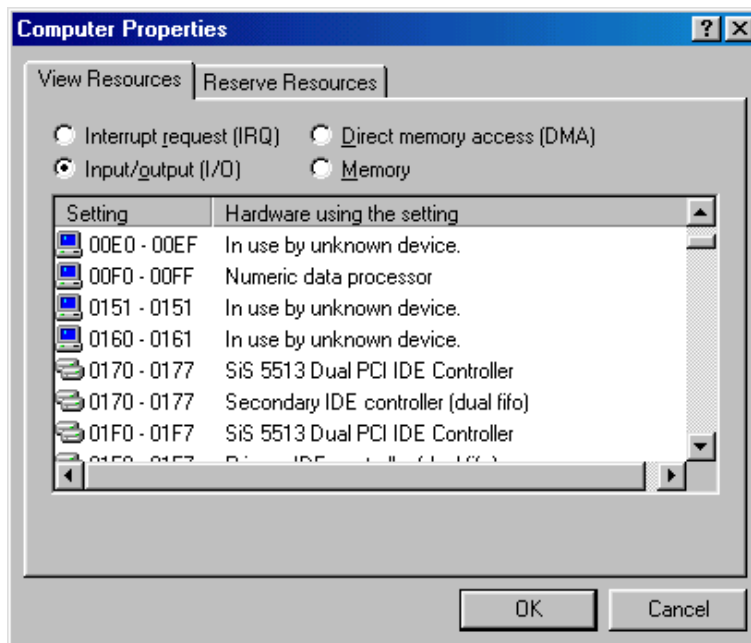 Computer Properties
View Resources Reserve Resources
Interrupt request (IRQ) Direct memory access (DMA)
Input/output (I/O) Memory
Setting Hardware using the setting
00E0 - 00EF In use by unknown device.
00F0 - 00FF Numeric data processor
0151 - 0151 In use by unknown device.
0160 - 0161 In use by unknown device.
0170 - 0177 SiS 5513 Dual PCI IDE Controller
0170 - 0177 Secondary IDE controller (dual fifo)
01F0 - 01F7 SiS 5513 Dual PCI IDE Controller
OK Cancel